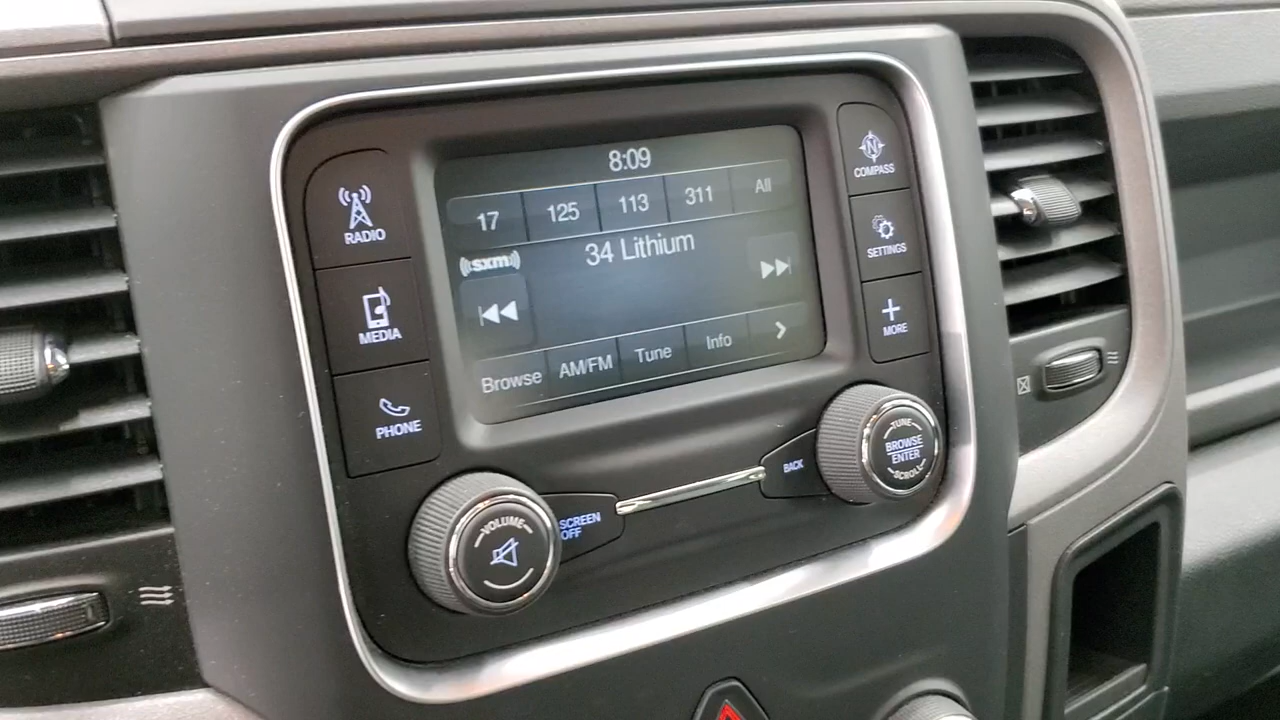 8:09
17 125 113 311 All
34 Lithium
((sxm))
Browse AM/FM Tune Info
RADIO
MEDIA
PHONE
N
COMPASS
SETTINGS
MORE
VOLUME
SCREEN
OFF
BACK
TUNE
BROWSE
ENTER
SCROLL